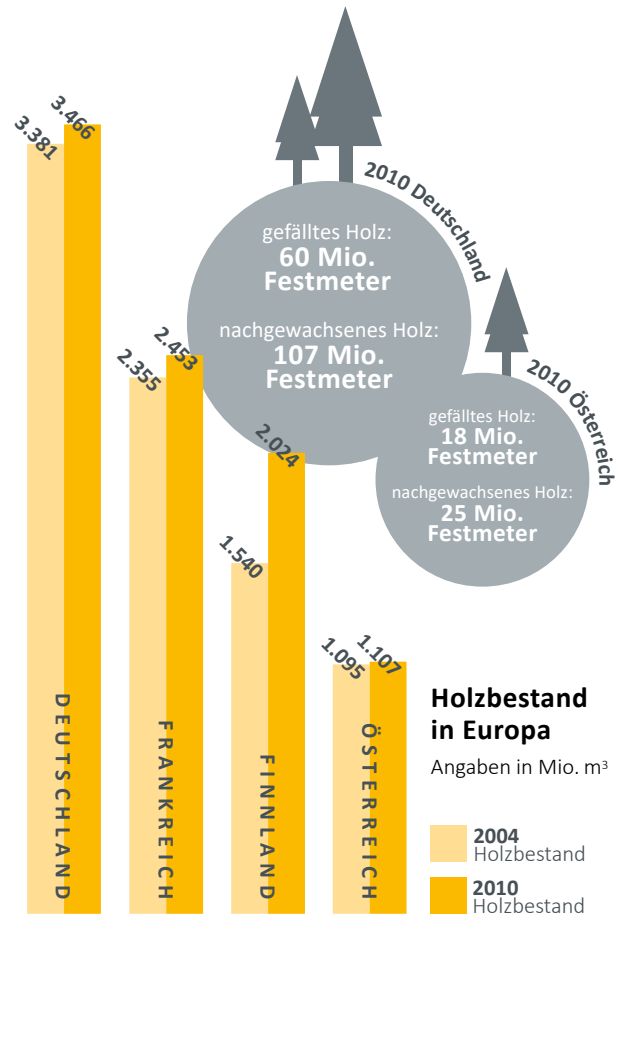 3.381
3.466
2010 Deutschland
gefälltes Holz:
60 Mio.
Festmeter
nachgewachsenes Holz:
107 Mio.
Festmeter
2.355
2.453
2010 Österreich
gefälltes Holz:
18 Mio.
Festmeter
nachgewachsenes Holz:
25 Mio.
Festmeter
1.540
2.024
1.095
1.107
DEUTSCHLAND
FRANKREICH
FINNLAND
ÖSTERREICH
Holzbestand
in Europa
Angaben in Mio. m³
2004
Holzbestand
2010
Holzbestand